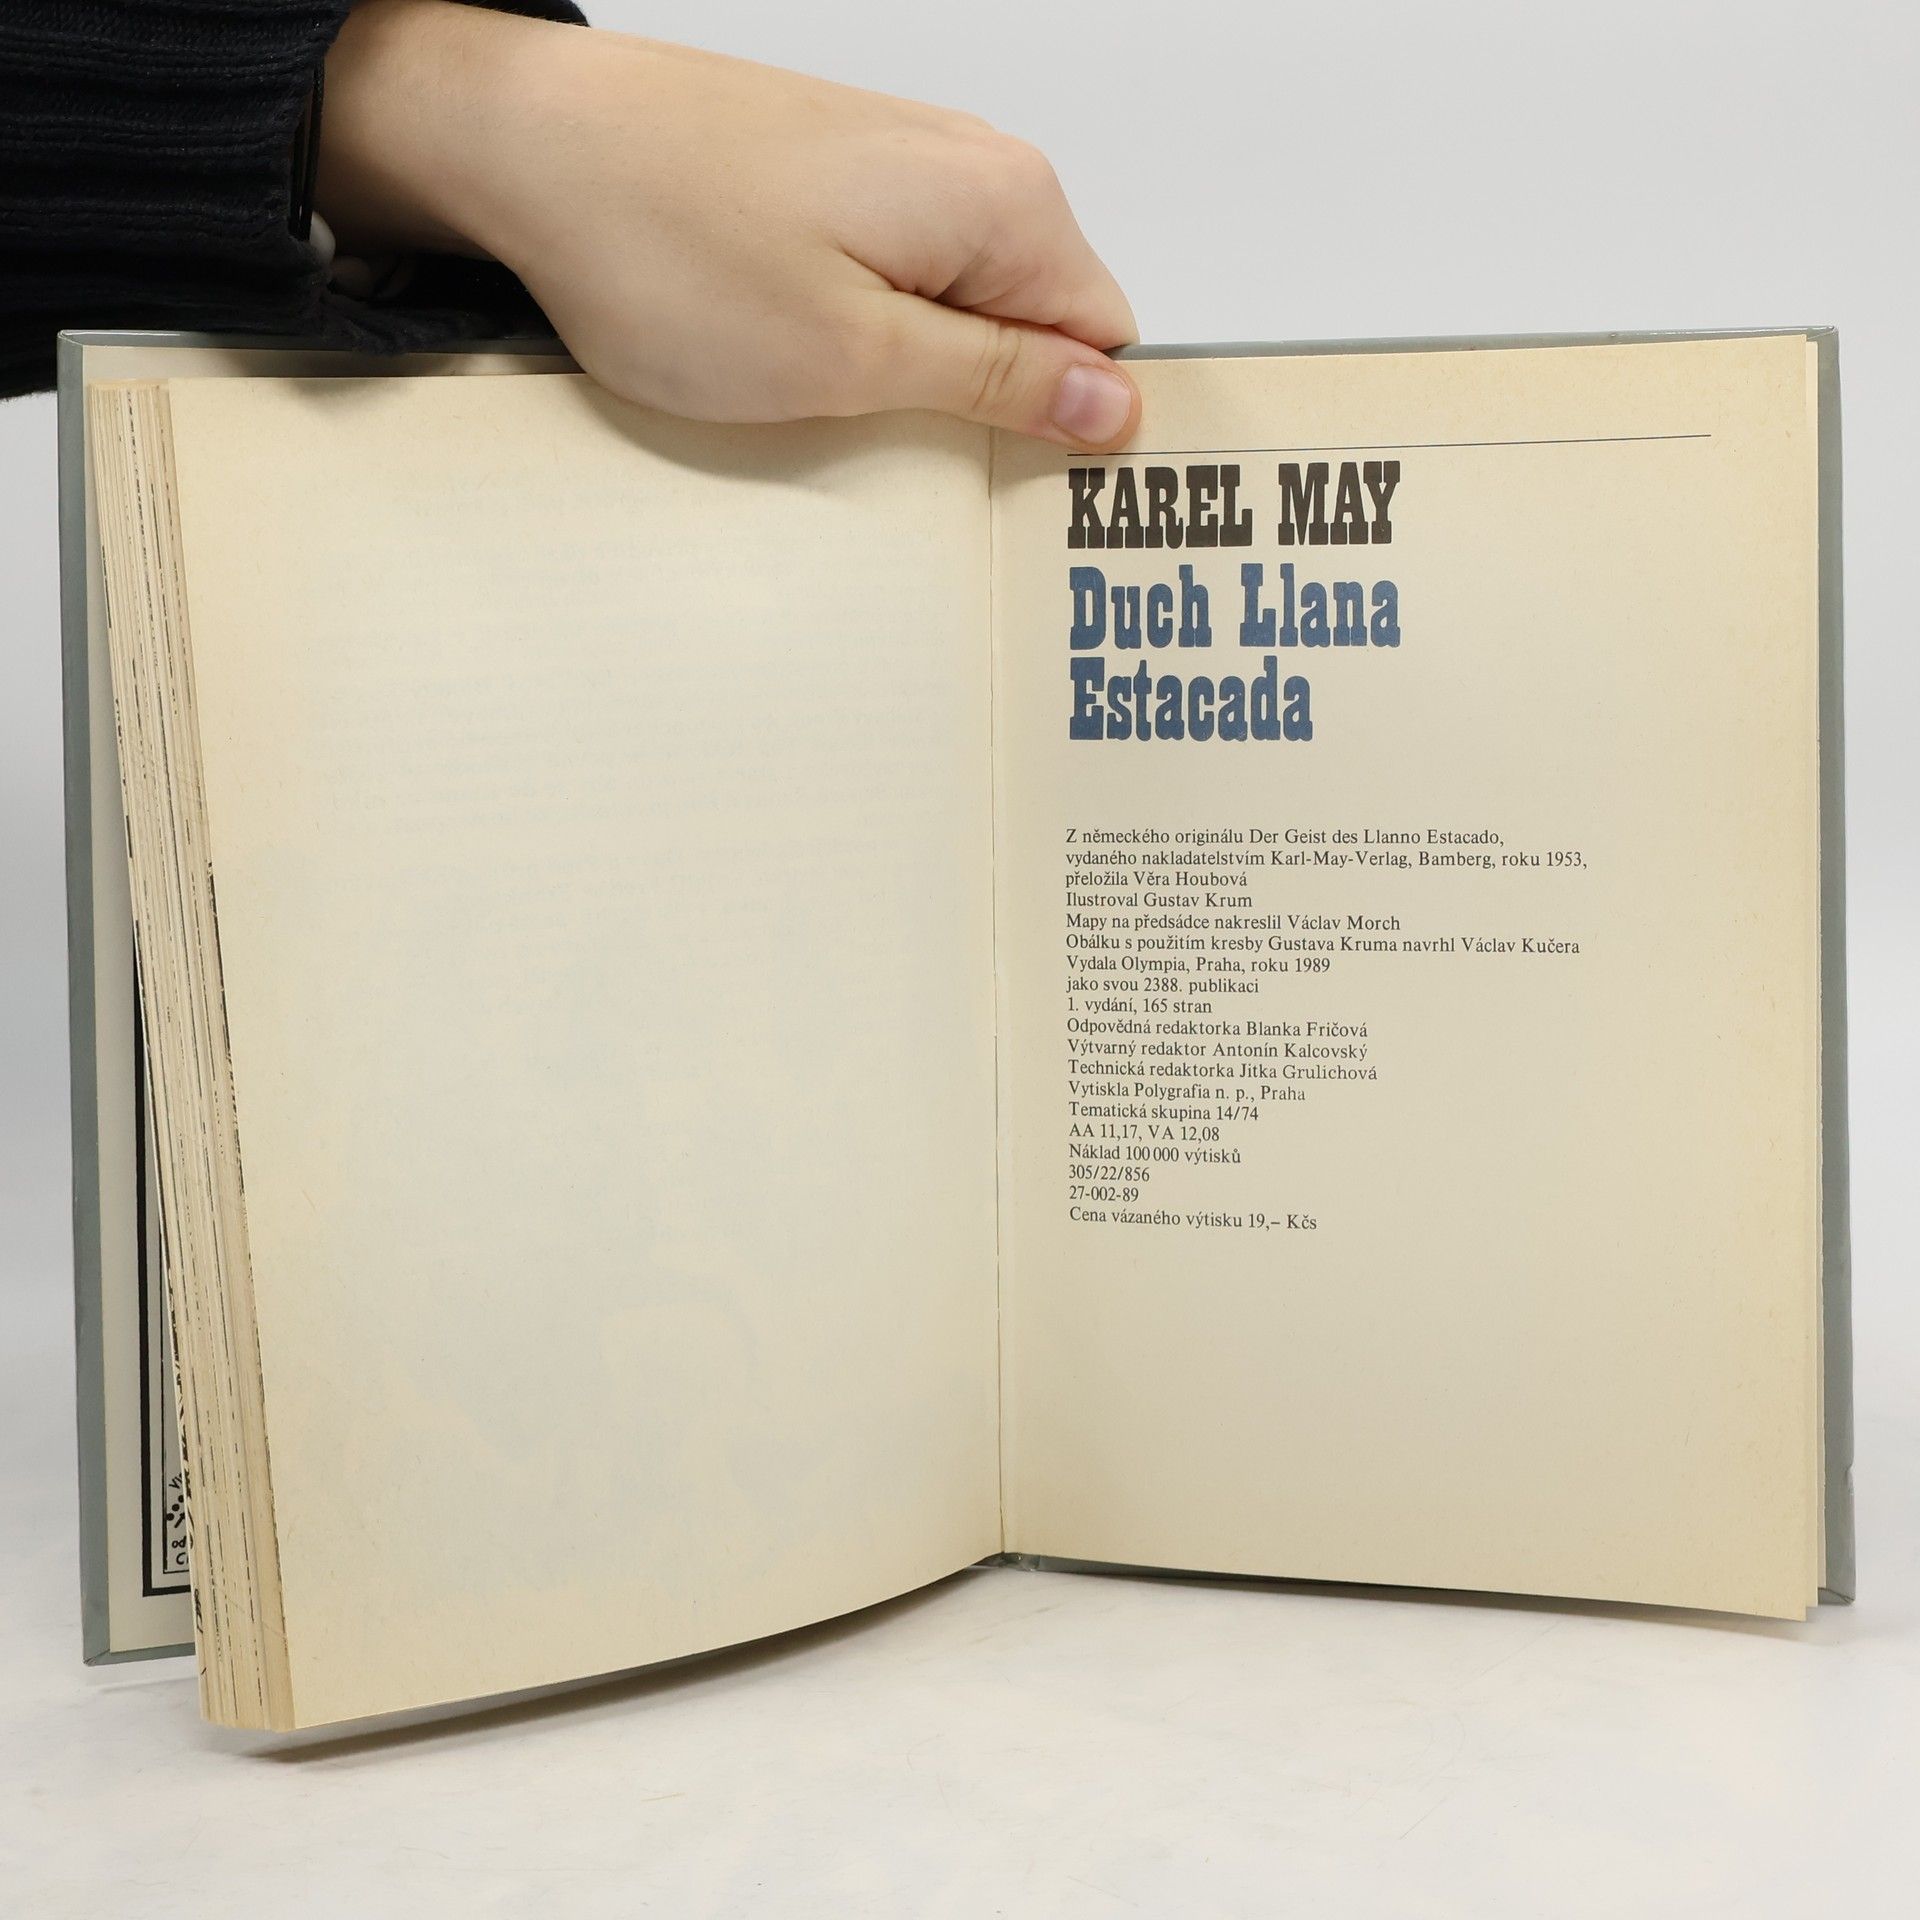 KAREL MAY
Duch Llana
Estacada
Z německého originálu Der Geist des Llanno Estacado,
vydaného nakladatelstvím Karl-May-Verlag, Bamberg, roku 1953,
přeložila Věra Houbová
Ilustroval Gustav Krum
Mapy na předsádce nakreslil Václav Morch
Obálku s použitím kresby Gustava Kruma navrhl Václav Kučera
Vydala Olympia, Praha, roku 1989
jako svou 2388. publikaci
1. vydání, 165 stran
Odpovědná redaktorka Blanka Fričová
Výtvarný redaktor Antonín Kalcovský
Technická redaktorka Jitka Grulichová
Vytiskla Polygrafia n. p., Praha
Tematická skupina 14/74
AA 11,17, VA 12,08
Náklad 100 000 výtisků
305/22/856
27-002-89
Cena vázaného výtisku 19,– Kčs